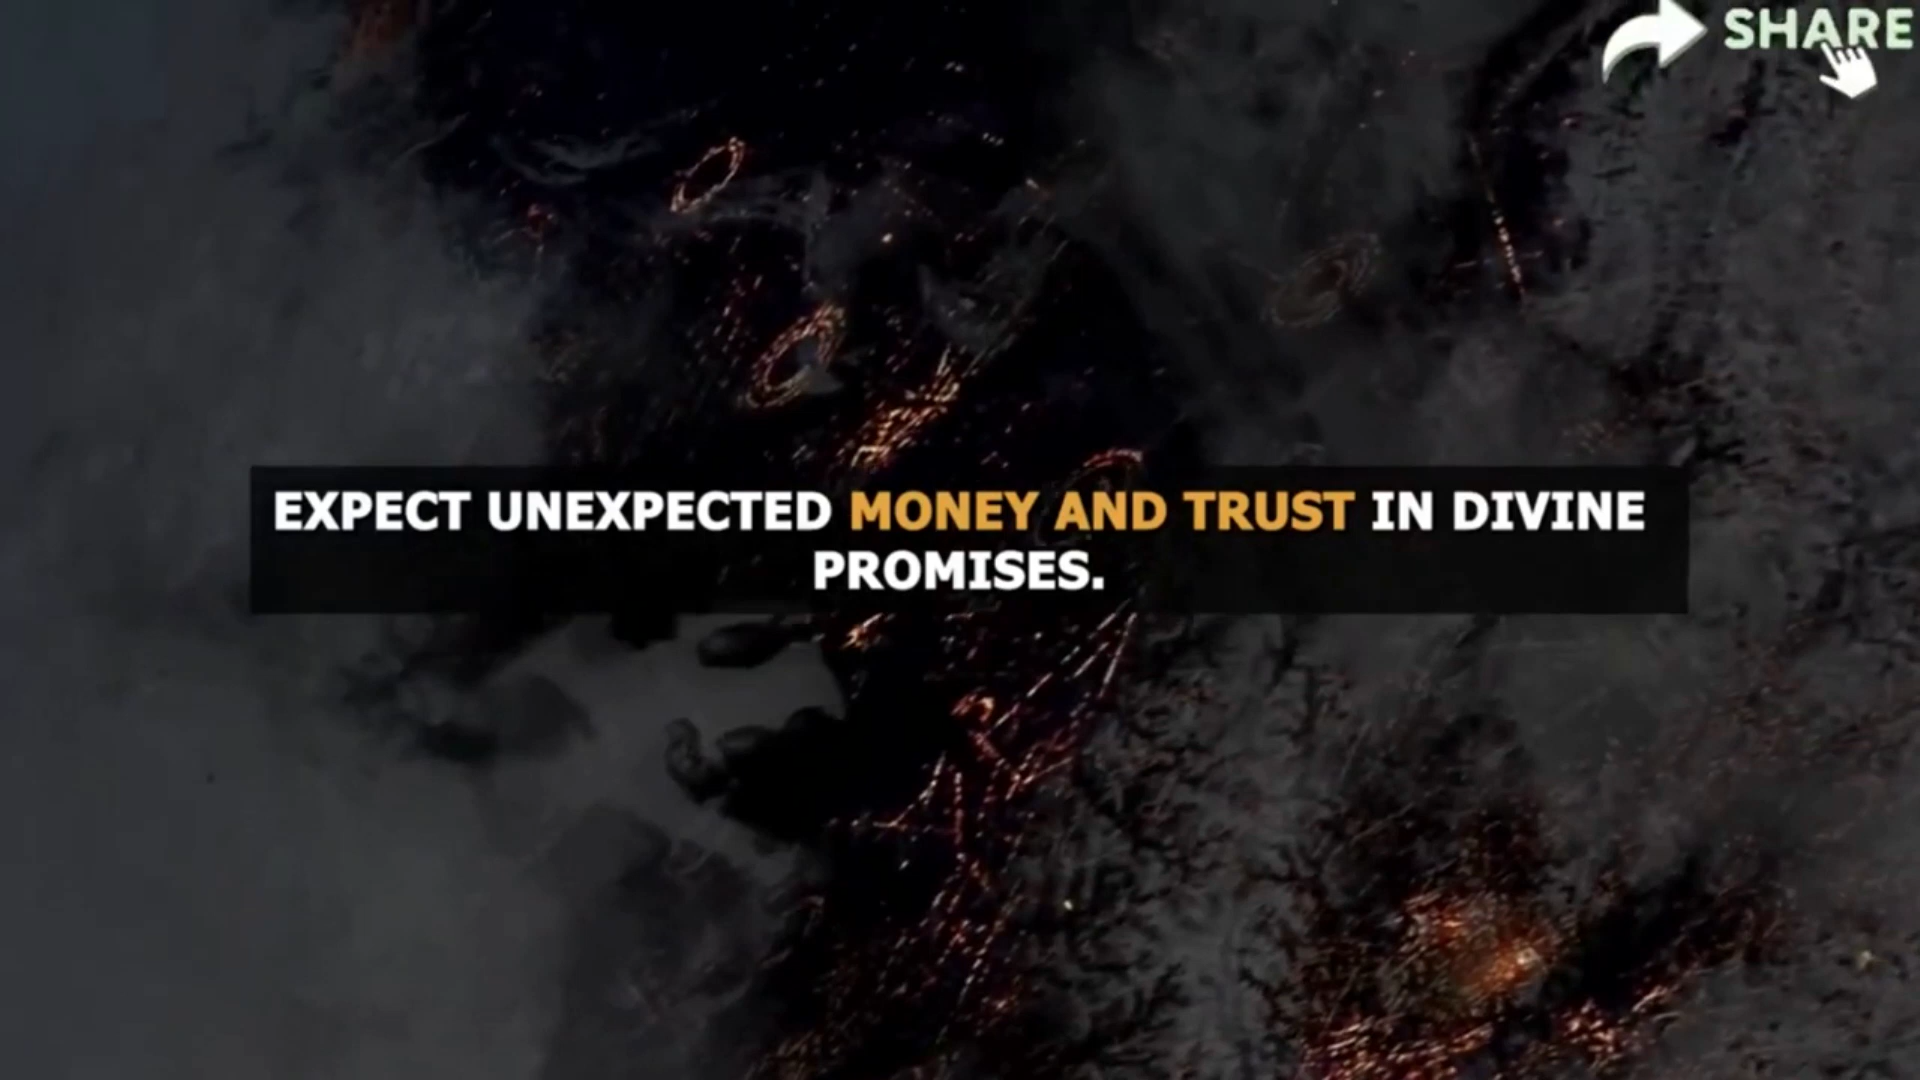 SHARE
EXPECT UNEXPECTED MONEY AND TRUST IN DIVINE
PROMISES.